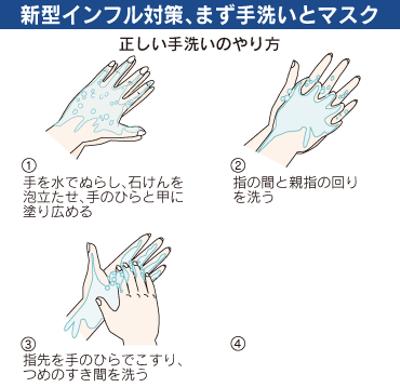 新型インフル対策、まず手洗いとマスク
正しい手洗いのやり方
①
手を水でぬらし、石けんを
泡立たせ、手のひらと甲に
塗り広める
②
指の間と親指の回り
を洗う
③
指先を手のひらでこすり、
つめのすき間を洗う
④